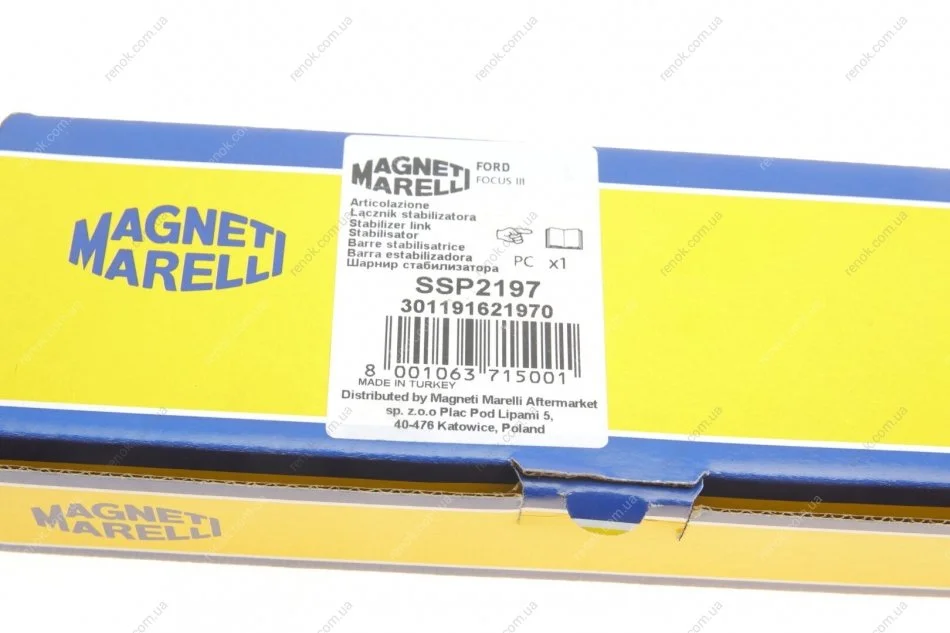 MAGNETI
MARELLI
MAGNETI
MARELLI
FORD
FOCUS III
Articolazione
Łącznik stabilizatora
Stabilizer link
Stabilisator
Barre stabilisatrice
Barra estabilizadora
Шарнир стабилизатора
PC x1
SSP2197
301191621970
8 001063 715001
MADE IN TURKEY
Distributed by Magneti Marelli Aftermarket
sp. z.o.o Plac Pod Lipami 5,
40-476 Katowice, Poland
MAGNETI
MARELLI
renok.com.ua